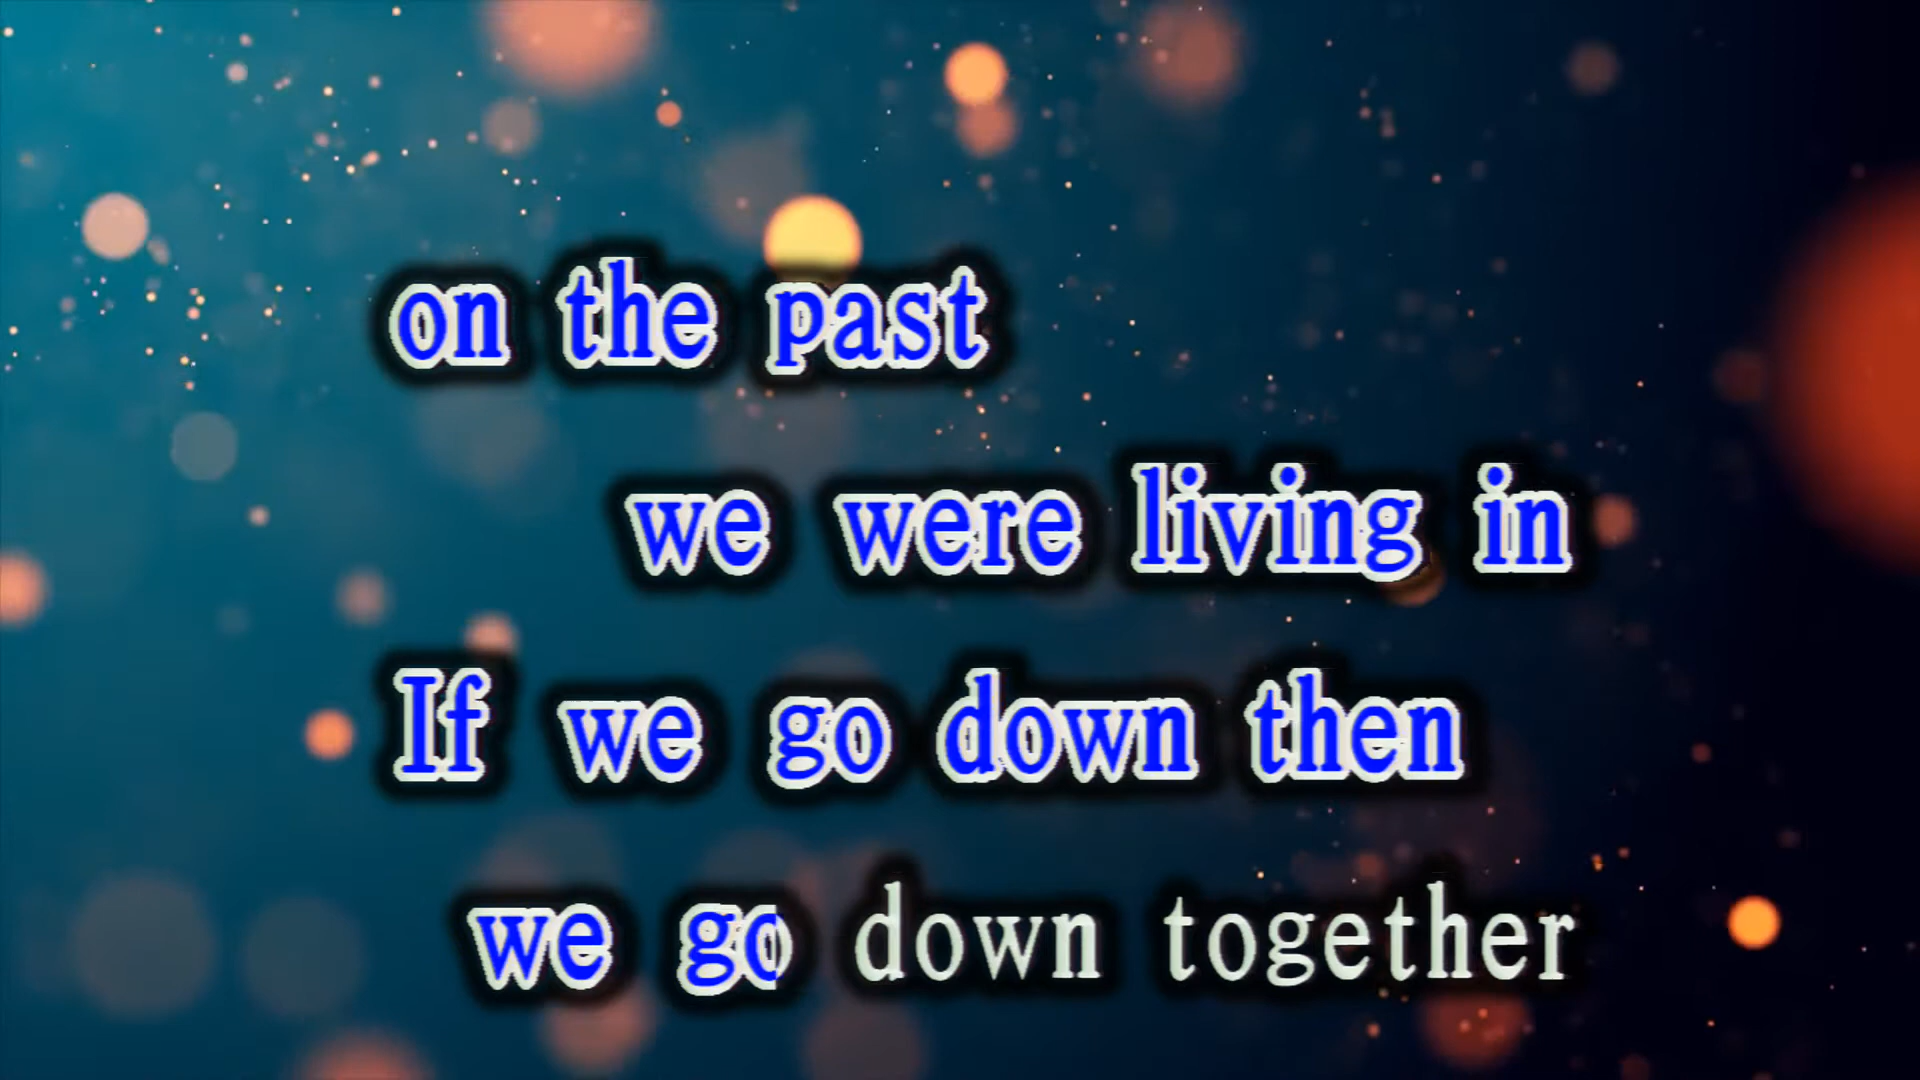 on the past
we were living in
If we go down then
we go down together